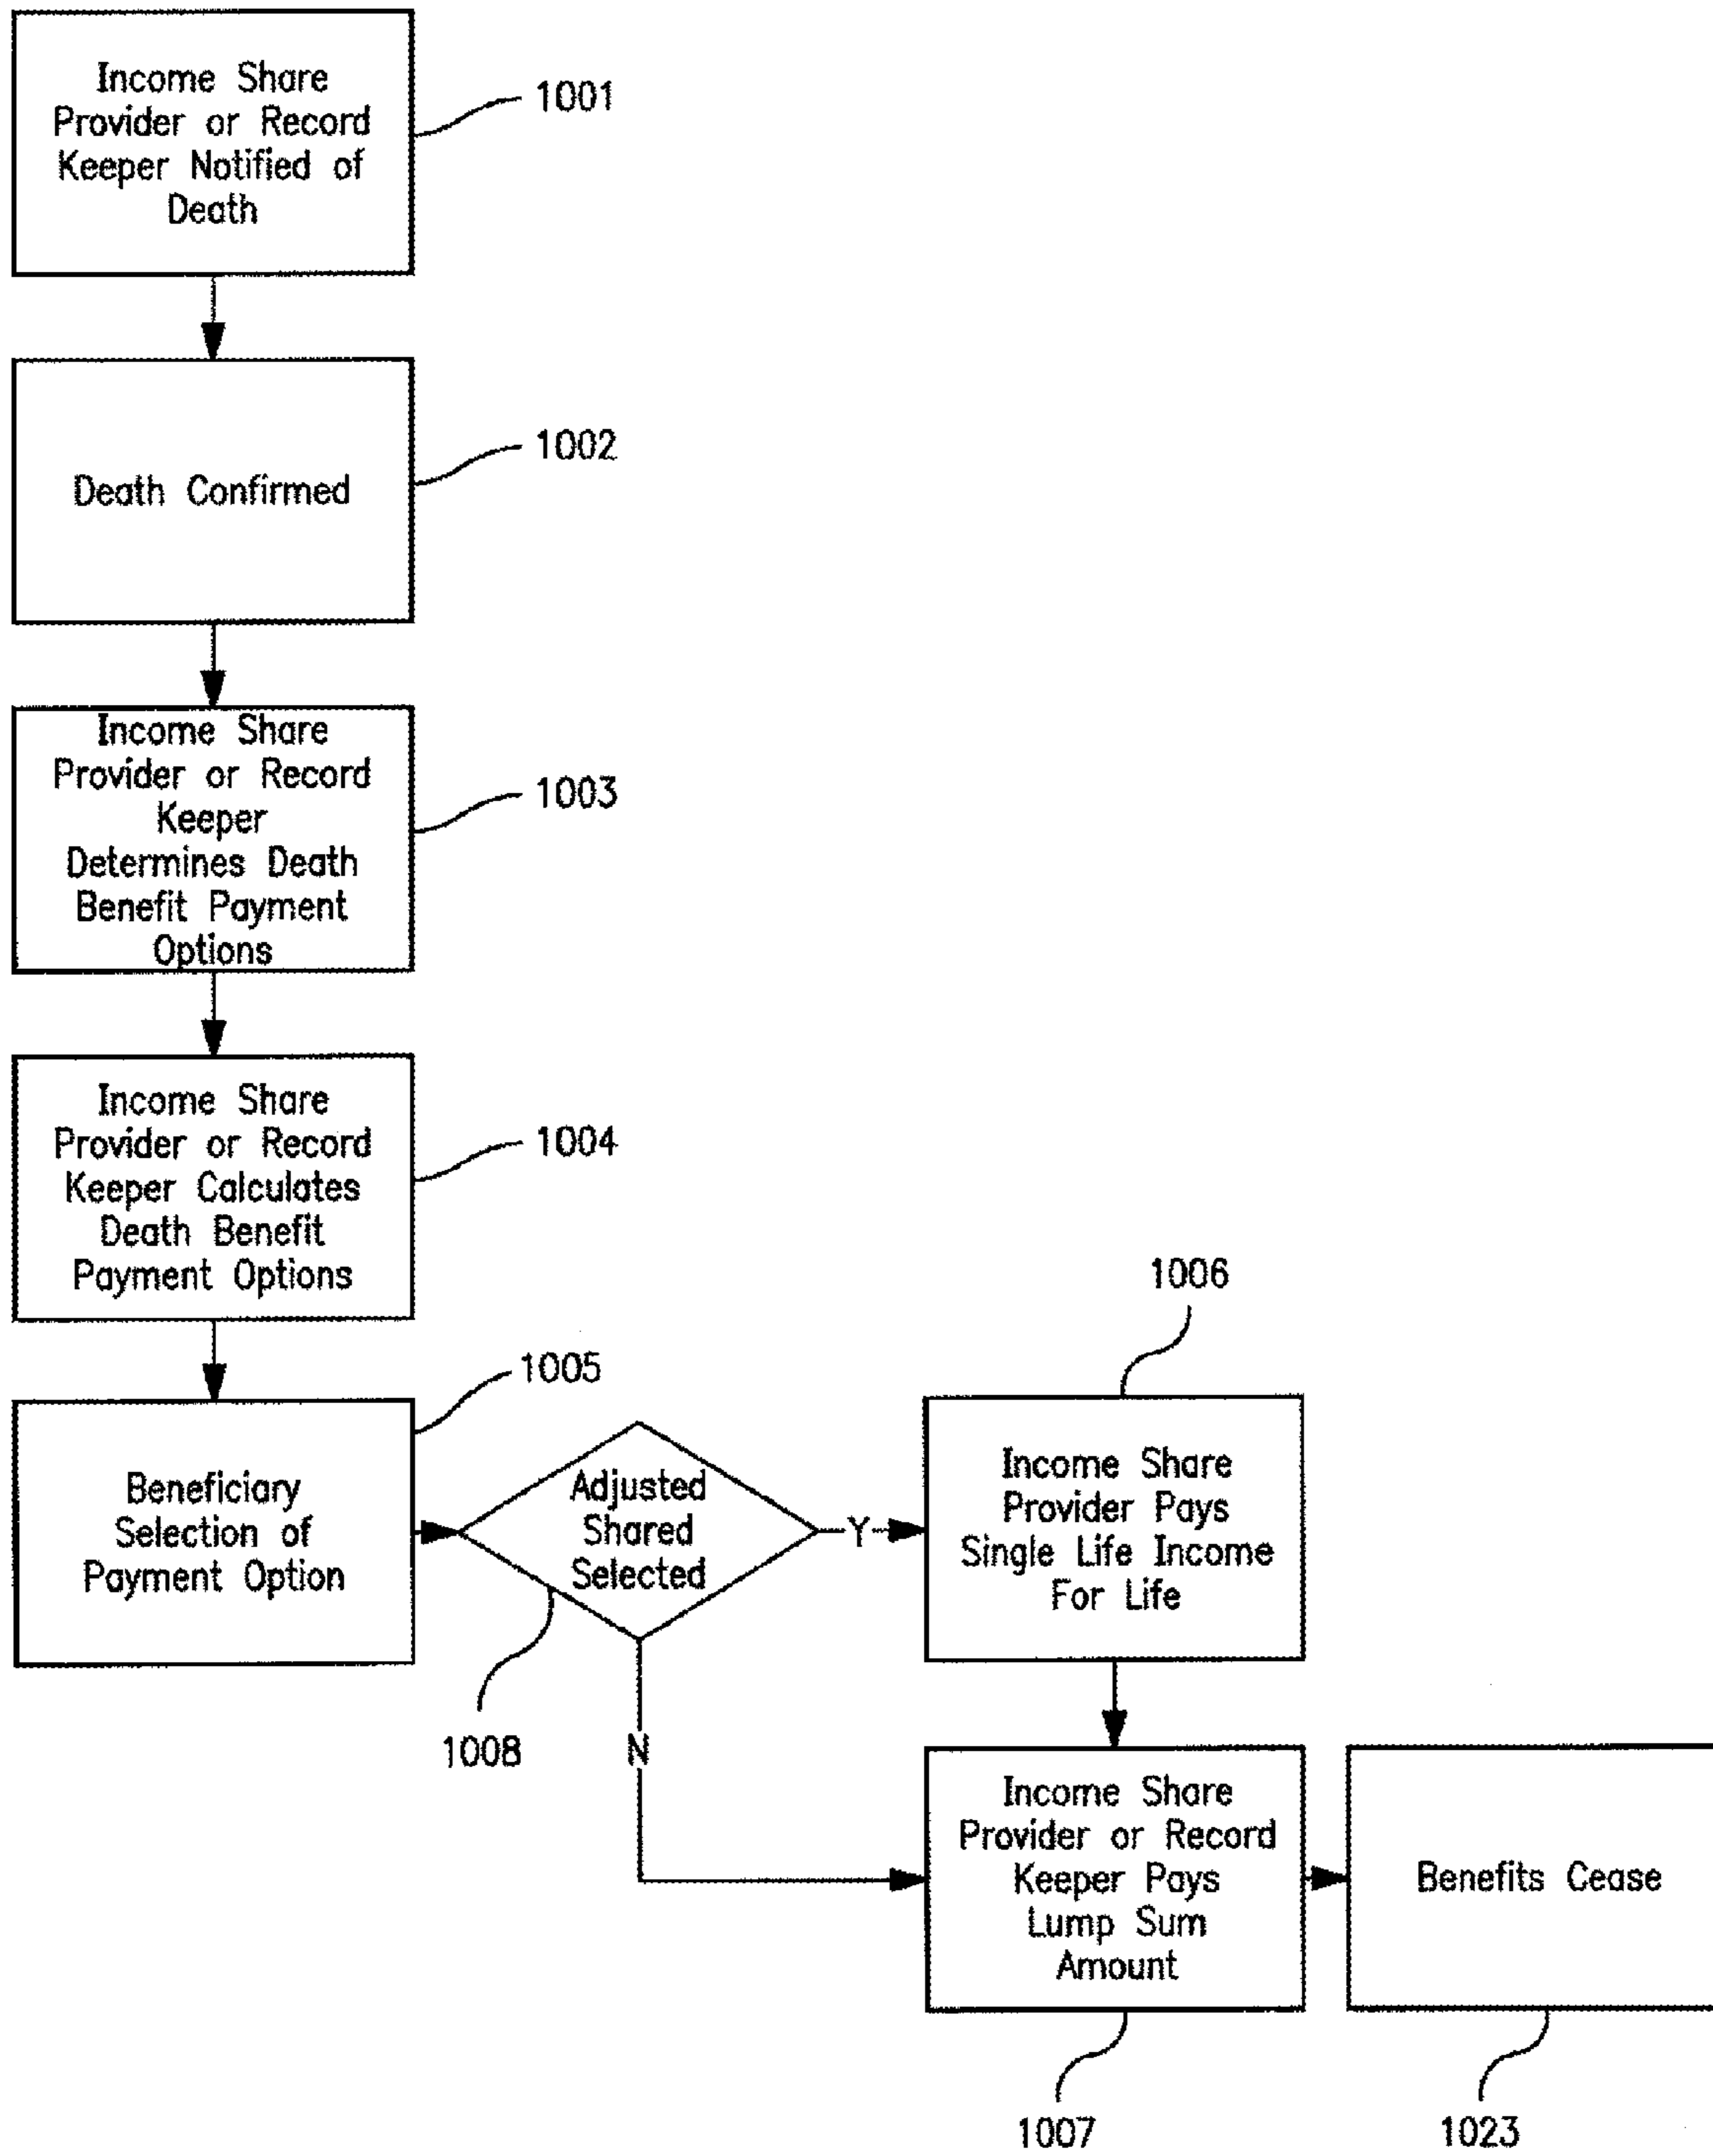 Income Share
Provider or Record
Keeper Notified of
Death
1001
Death Confirmed
1002
Income Share
Provider or Record
Keeper
Determines Death
Benefit Payment
Options
1003
Income Share
Provider or Record
Keeper Calculates
Death Benefit
Payment Options
1004
Beneficiary
Selection of
Payment Option
1005
Adjusted
Shared
Selected
1008
Y
N
1006
Income Share
Provider Pays
Single Life Income
For Life
Income Share
Provider or Record
Keeper Pays
Lump Sum
Amount
1007
Benefits Cease
1023